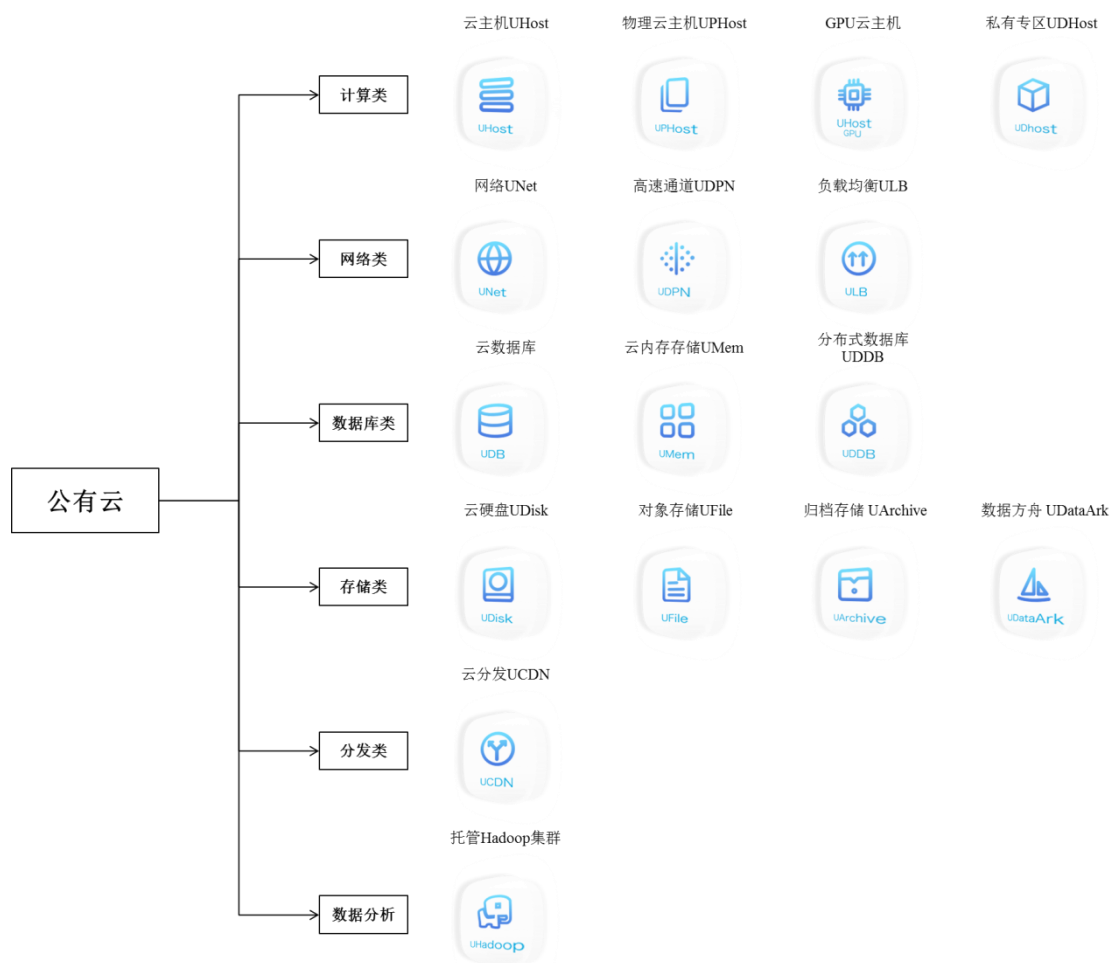 云主机UHost
物理云主机UPHost
GPU云主机
私有专区UDHost
计算类
UHost
UPHost
UHost
GPU
UDhost
网络UNet
高速通道UDPN
负载均衡ULB
网络类
UNet
UDPN
ULB
云数据库
云内存存储UMem
分布式数据库
UDDB
数据库类
UDB
UMem
UDDB
公有云
云硬盘UDisk
对象存储UFile
归档存储 UArchive
数据方舟 UDataArk
存储类
UDisk
UFile
UArchive
UDataArk
云分发UCDN
分发类
UCDN
托管Hadoop集群
数据分析
UHadoop